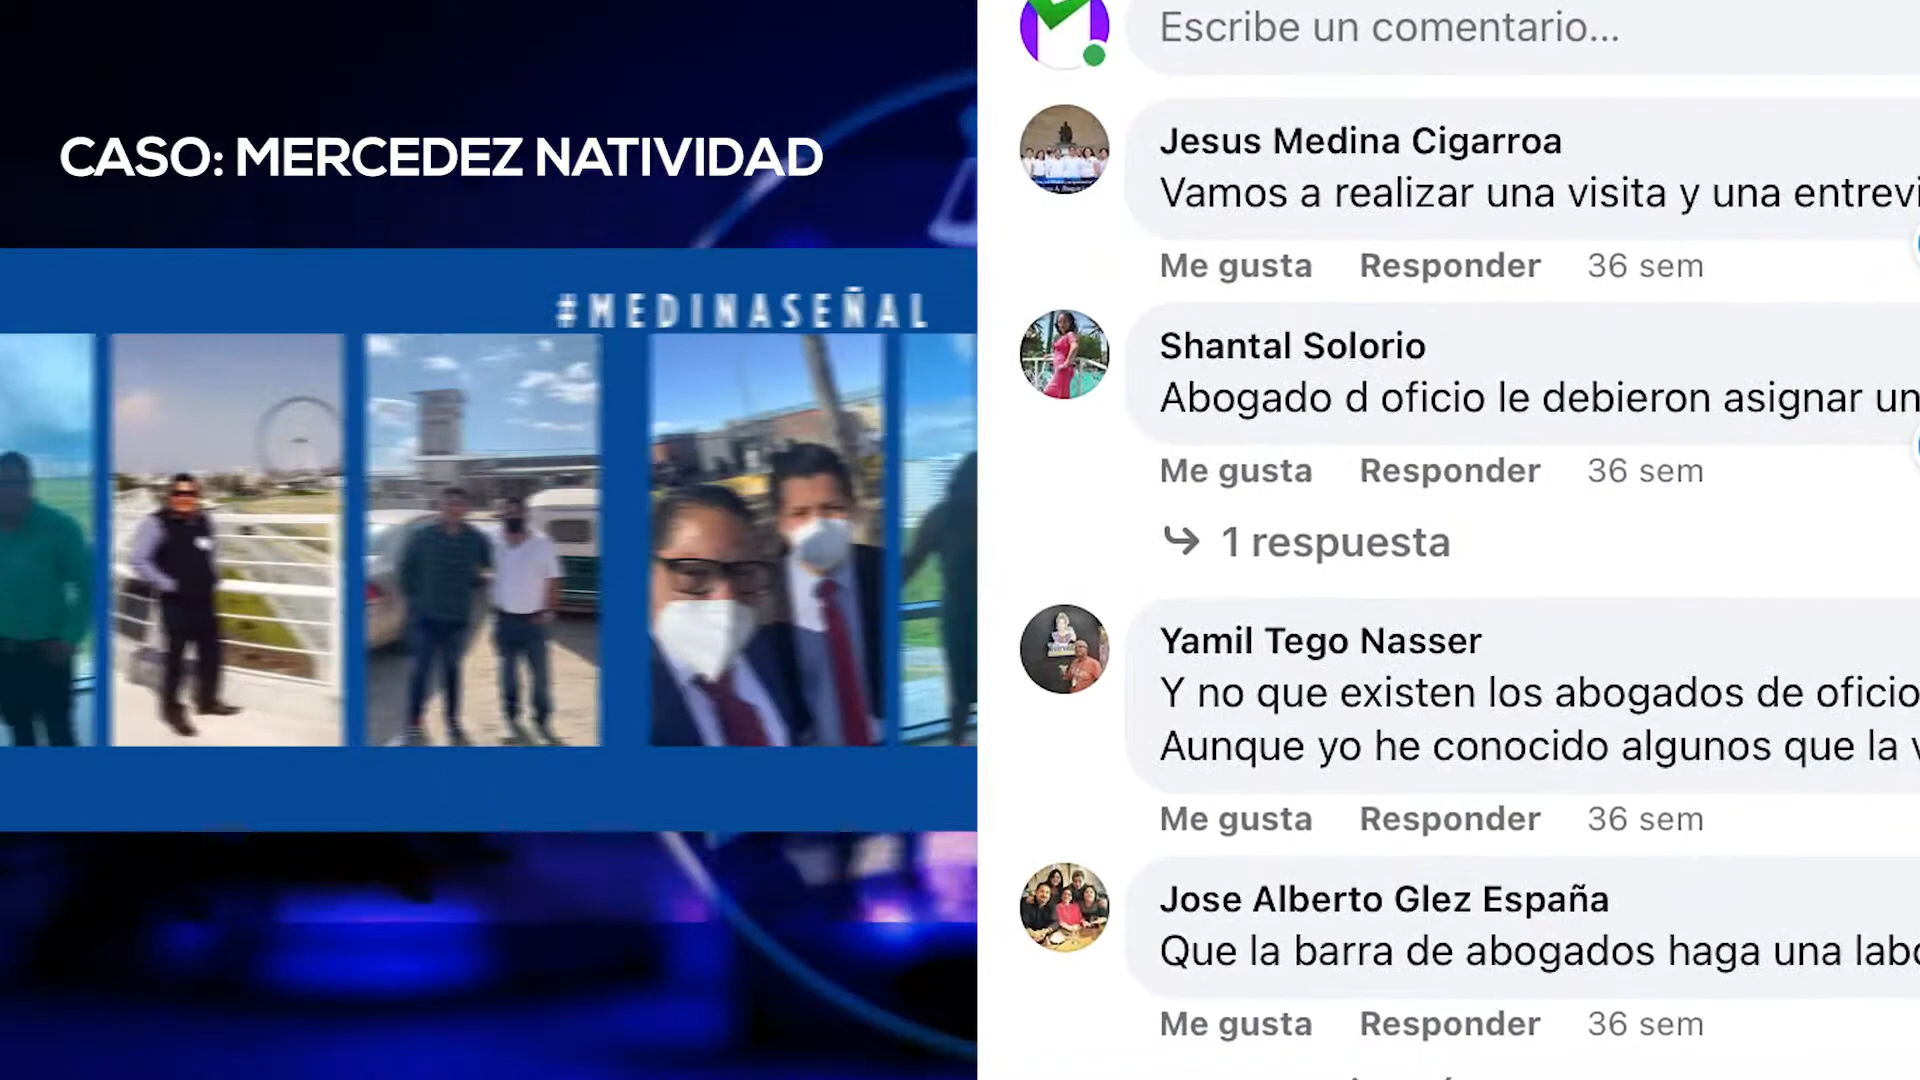 CASO: MERCEDEZ NATIVIDAD
#MEDINASEÑAL
Escribe un comentario...
Jesus Medina Cigarroa
Vamos a realizar una visita y una entrevi
Me gusta Responder 36 sem
Shantal Solorio
Abogado d oficio le debieron asignar un
Me gusta Responder 36 sem
1 respuesta
Yamil Tego Nasser
Y no que existen los abogados de oficio
Aunque yo he conocido algunos que la v
Me gusta Responder 36 sem
Jose Alberto Glez España
Que la barra de abogados haga una labo
Me gusta Responder 36 sem